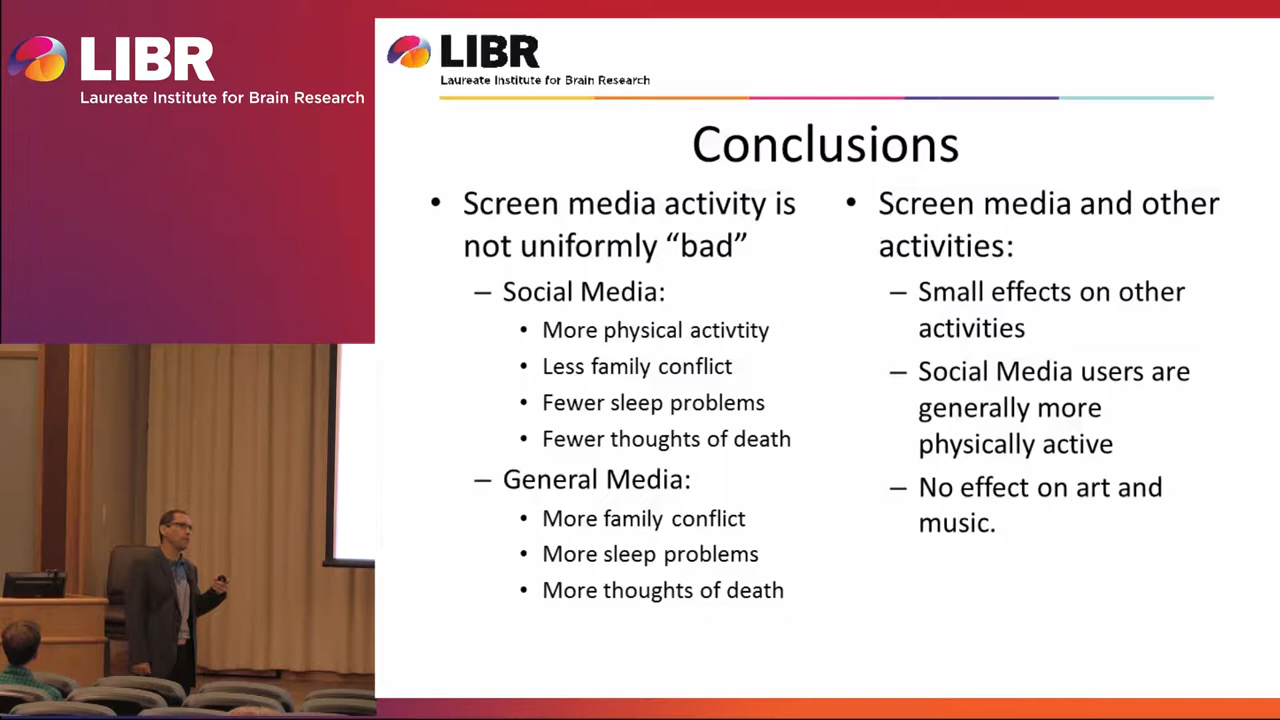 LIBR
Laureate Institute for Brain Research
LIBR
Laureate Institute for Brain Research
Conclusions
• Screen media activity is
not uniformly “bad”
– Social Media:
• More physical activtity
• Less family conflict
• Fewer sleep problems
• Fewer thoughts of death
– General Media:
• More family conflict
• More sleep problems
• More thoughts of death
• Screen media and other
activities:
– Small effects on other
activities
– Social Media users are
generally more
physically active
– No effect on art and
music.